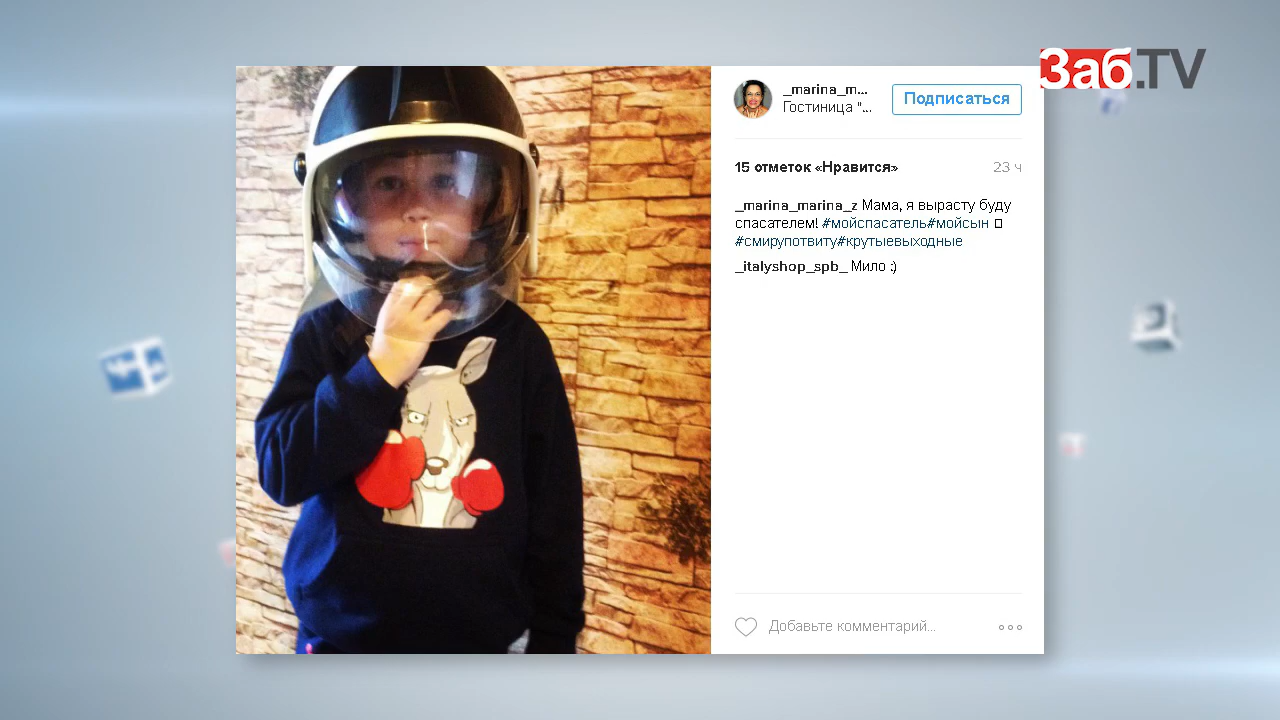 Заб.TV
_marina_m...
Гостиница "...
Подписаться
15 отметок «Нравится»
23 ч
_marina_marina_z Мама, я вырасту буду
спасателем! #мойспасатель#мойсын
#смирупотвиту#крутыевыходные
_italyshop_spb_ Мило :)
Добавьте комментарий...